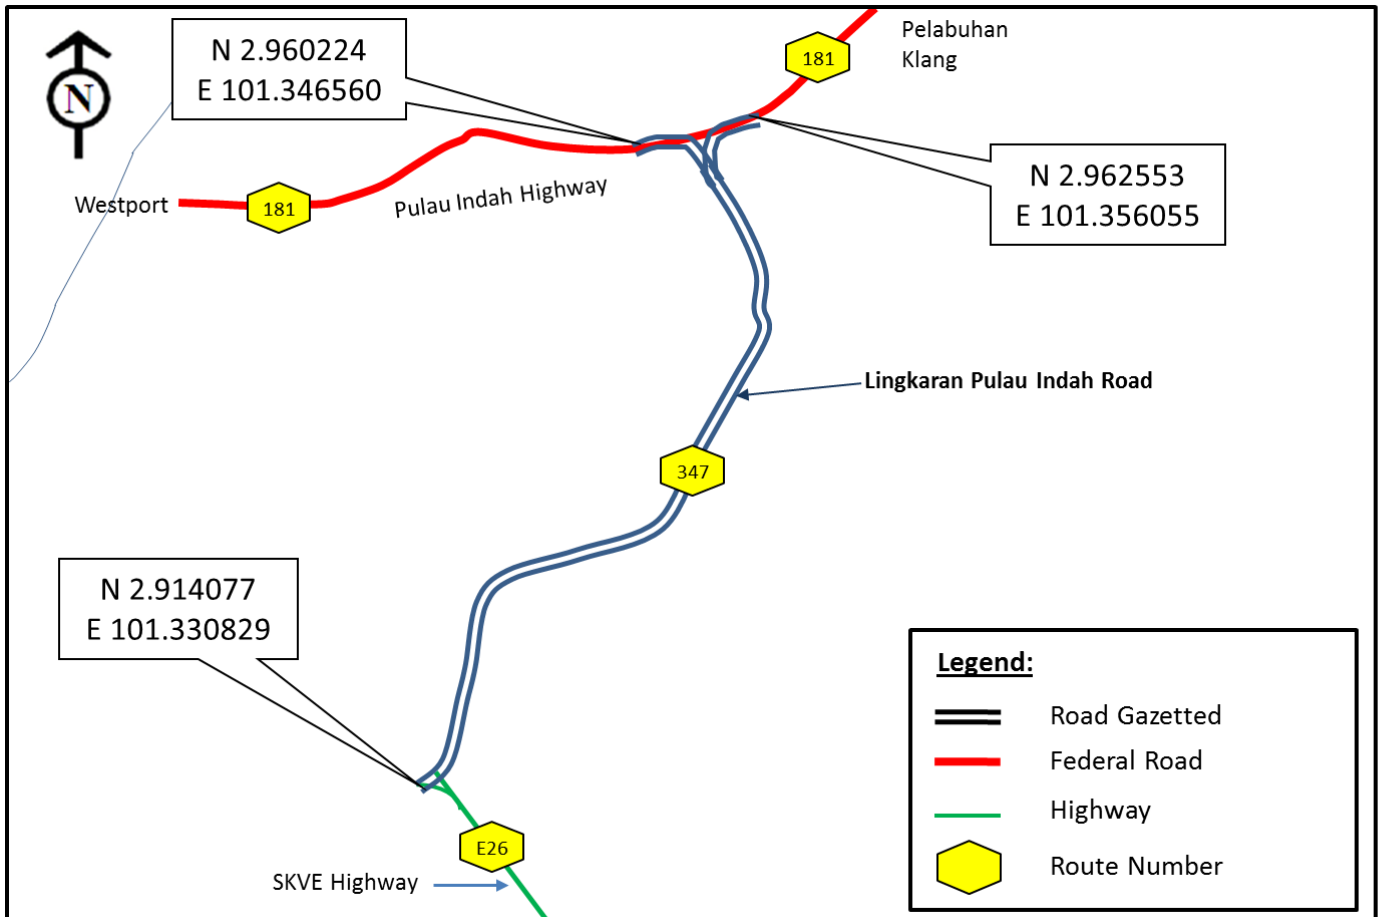 Pelabuhan
Klang
181
N 2.960224
E 101.346560
N
N 2.962553
E 101.356055
Westport
181
Pulau Indah Highway
Lingkaran Pulau Indah Road
347
N 2.914077
E 101.330829
E26
SKVE Highway
Legend:
Road Gazetted
Federal Road
Highway
Route Number